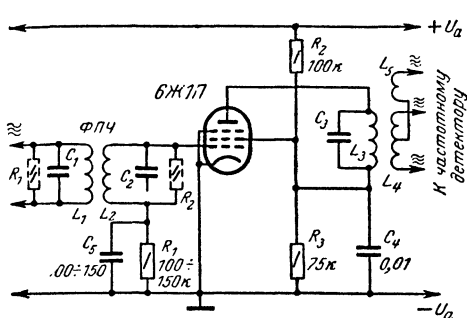 +Uа
R₂
100к
6Ж1П
L₅
ФПЧ
C₃
L₃
R₁
C₁
C₂
R₂
L₁
L₂
L₄
К частотному
детектору
C₅
.00÷150
R₁
100÷
150к
R₃
75к
C₄
0,01
−Uа